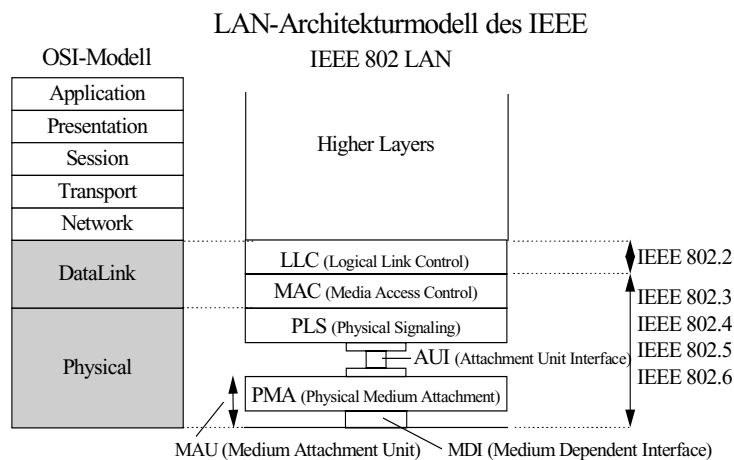 LAN-Architekturmodell des IEEE
OSI-Modell
IEEE 802 LAN
Application
Presentation
Session
Transport
Network
DataLink
Physical
Higher Layers
LLC (Logical Link Control)
MAC (Media Access Control)
PLS (Physical Signaling)
AUI (Attachment Unit Interface)
PMA (Physical Medium Attachment)
MAU (Medium Attachment Unit)
MDI (Medium Dependent Interface)
IEEE 802.2
IEEE 802.3
IEEE 802.4
IEEE 802.5
IEEE 802.6